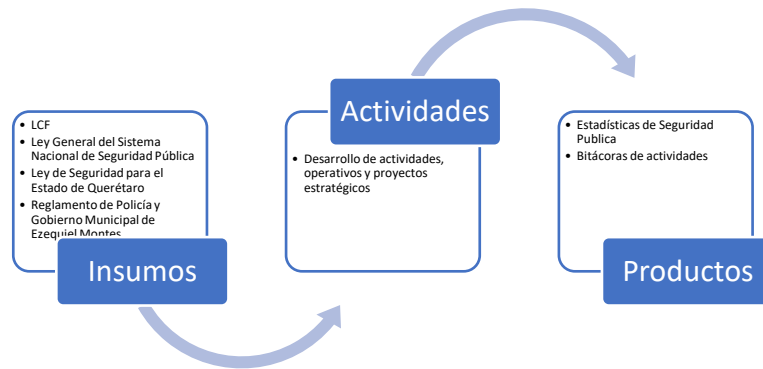 • LCF
• Ley General del Sistema
Nacional de Seguridad Pública
• Ley de Seguridad para el
Estado de Querétaro
• Reglamento de Policía y
Gobierno Municipal de
Ezequiel Montes
Insumos
Actividades
• Desarrollo de actividades,
operativos y proyectos
estratégicos
• Estadísticas de Seguridad
Publica
• Bitácoras de actividades
Productos